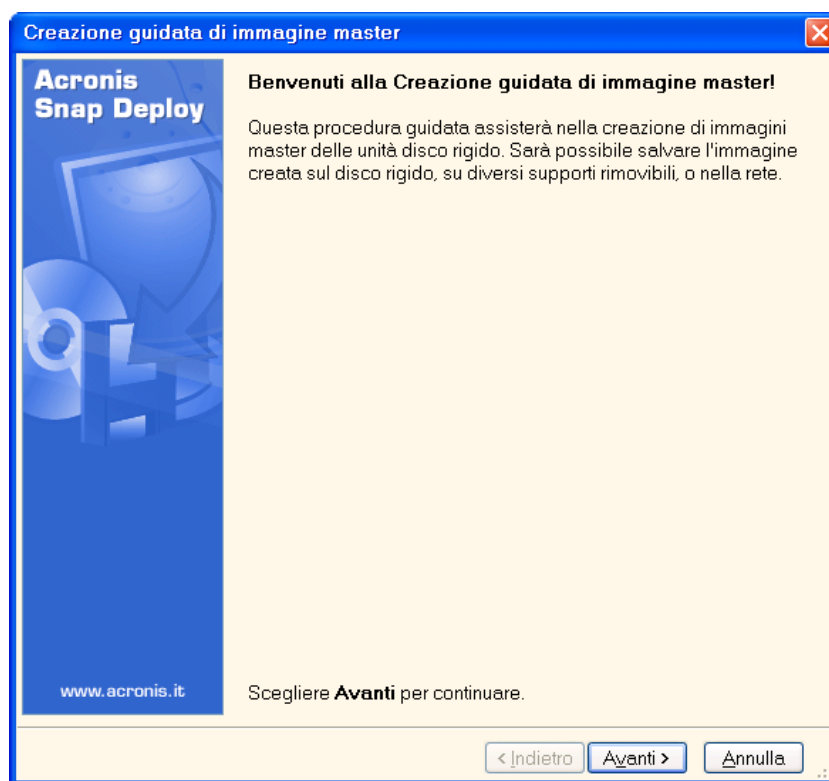 Creazione guidata di immagine master
Acronis
Snap Deploy
Benvenuti alla Creazione guidata di immagine master!
Questa procedura guidata assisterà nella creazione di immagini
master delle unità disco rigido. Sarà possibile salvare l'immagine
creata sul disco rigido, su diversi supporti rimovibili, o nella rete.
www.acronis.it
Scegliere Avanti per continuare.
< Indietro Avanti > Annulla